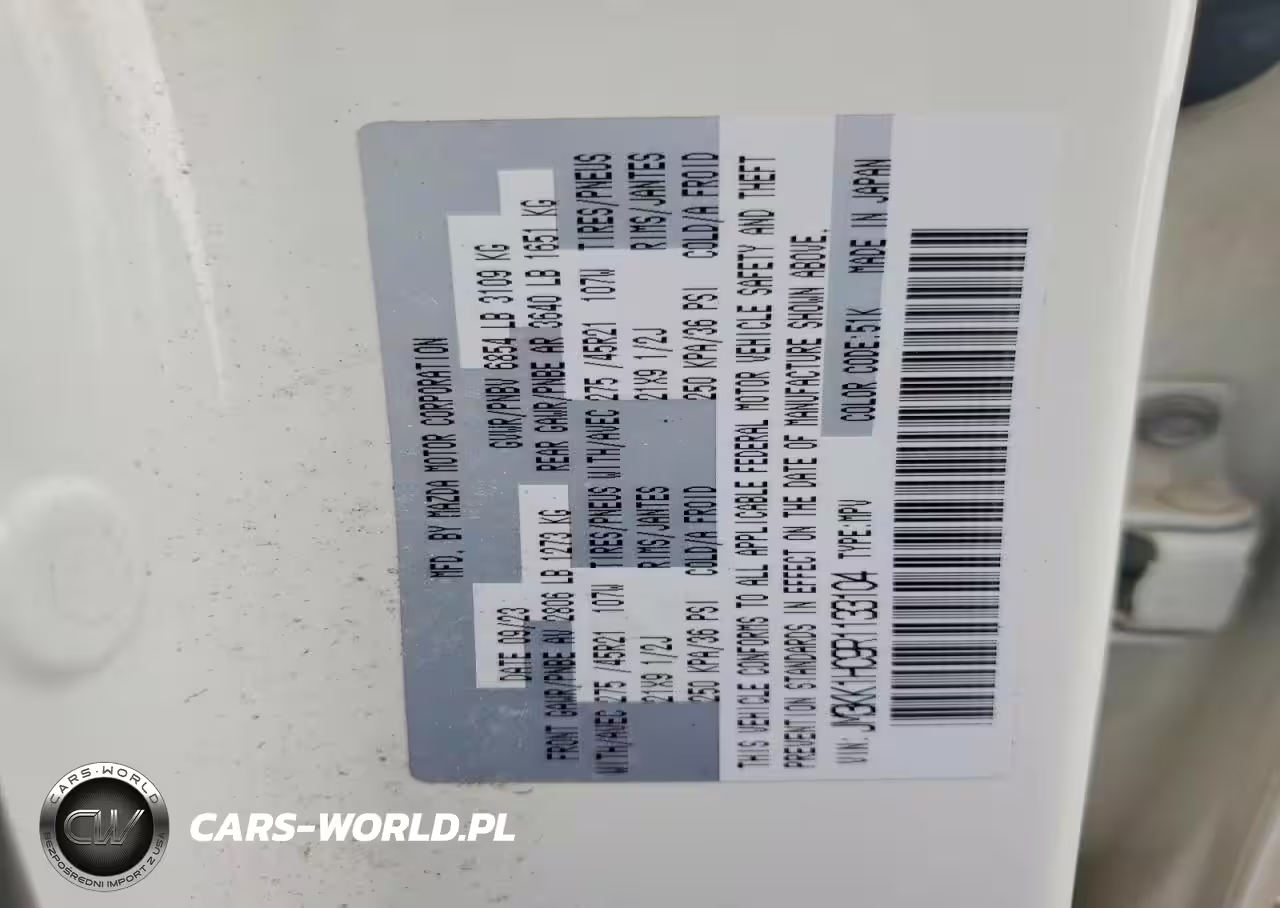 MFD. BY MAZDA MOTOR CORPORATION
DATE 09/23 GVWR/PNBV 6854 LB 3109 KG
FRONT GAWR/PNBE AV 2806 LB 1273 KG REAR GAWR/PNBE AR 3640 LB 1651 KG
WITH/AVEC 275 /45R21 107W TIRES/PNEUS WITH/AVEC 275 /45R21 107W TIRES/PNEUS
21X9 1/2J RIMS/JANTES 21X9 1/2J RIMS/JANTES
250 KPA/36 PSI COLD/A FROID 250 KPA/36 PSI COLD/A FROID
THIS VEHICLE CONFORMS TO ALL APPLICABLE FEDERAL MOTOR VEHICLE SAFETY AND THEFT
PREVENTION STANDARDS IN EFFECT ON THE DATE OF MANUFACTURE SHOWN ABOVE.
VIN: JM3KK1HC9R1133104 TYPE:MPV COLOR CODE:51K MADE IN JAPAN
CARS-WORLD
CW
BEZPOŚREDNI IMPORT Z USA
CARS-WORLD.PL